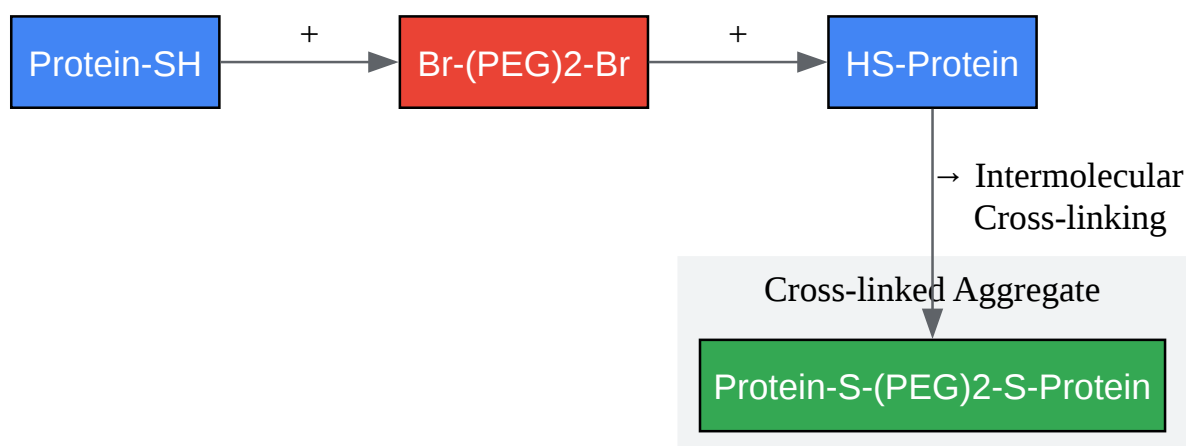 +
+
Protein-SH
Br-(PEG)2-Br
HS-Protein
→ Intermolecular
Cross-linking
Cross-linked Aggregate
Protein-S-(PEG)2-S-Protein